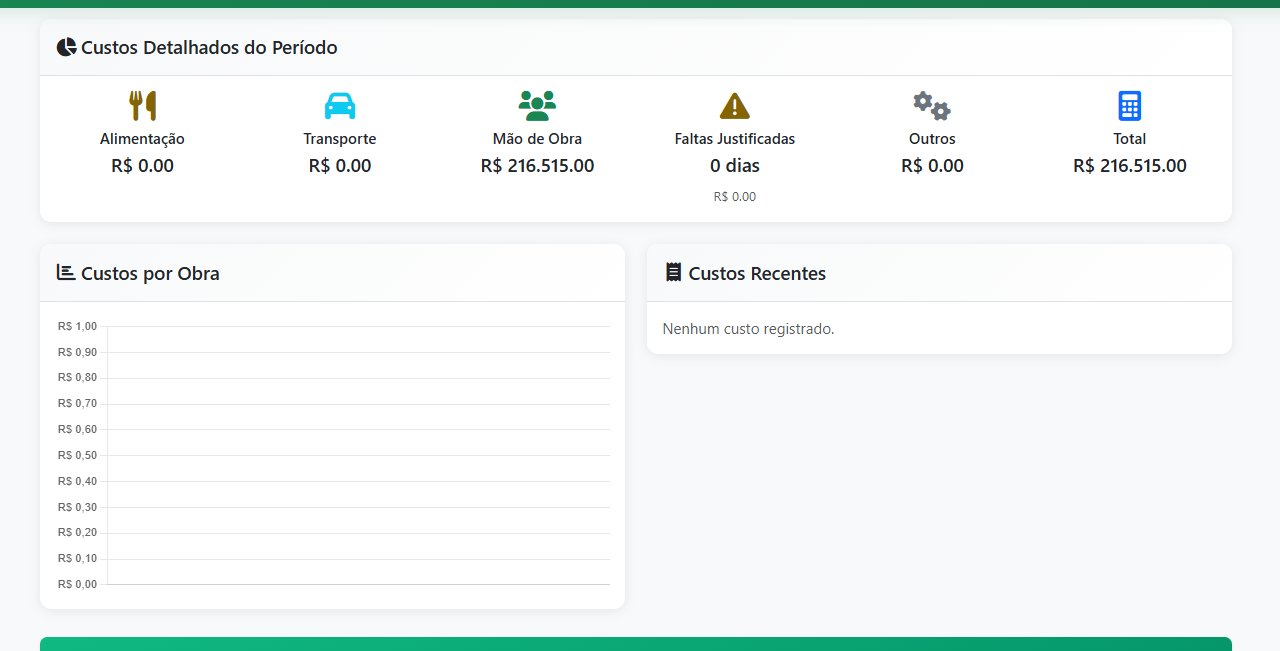 Custos Detalhados do Período
Alimentação
R$ 0.00
Transporte
R$ 0.00
Mão de Obra
R$ 216.515.00
Faltas Justificadas
0 dias
R$ 0.00
Outros
R$ 0.00
Total
R$ 216.515.00
Custos por Obra
R$ 1,00
R$ 0,90
R$ 0,80
R$ 0,70
R$ 0,60
R$ 0,50
R$ 0,40
R$ 0,30
R$ 0,20
R$ 0,10
R$ 0,00
Custos Recentes
Nenhum custo registrado.